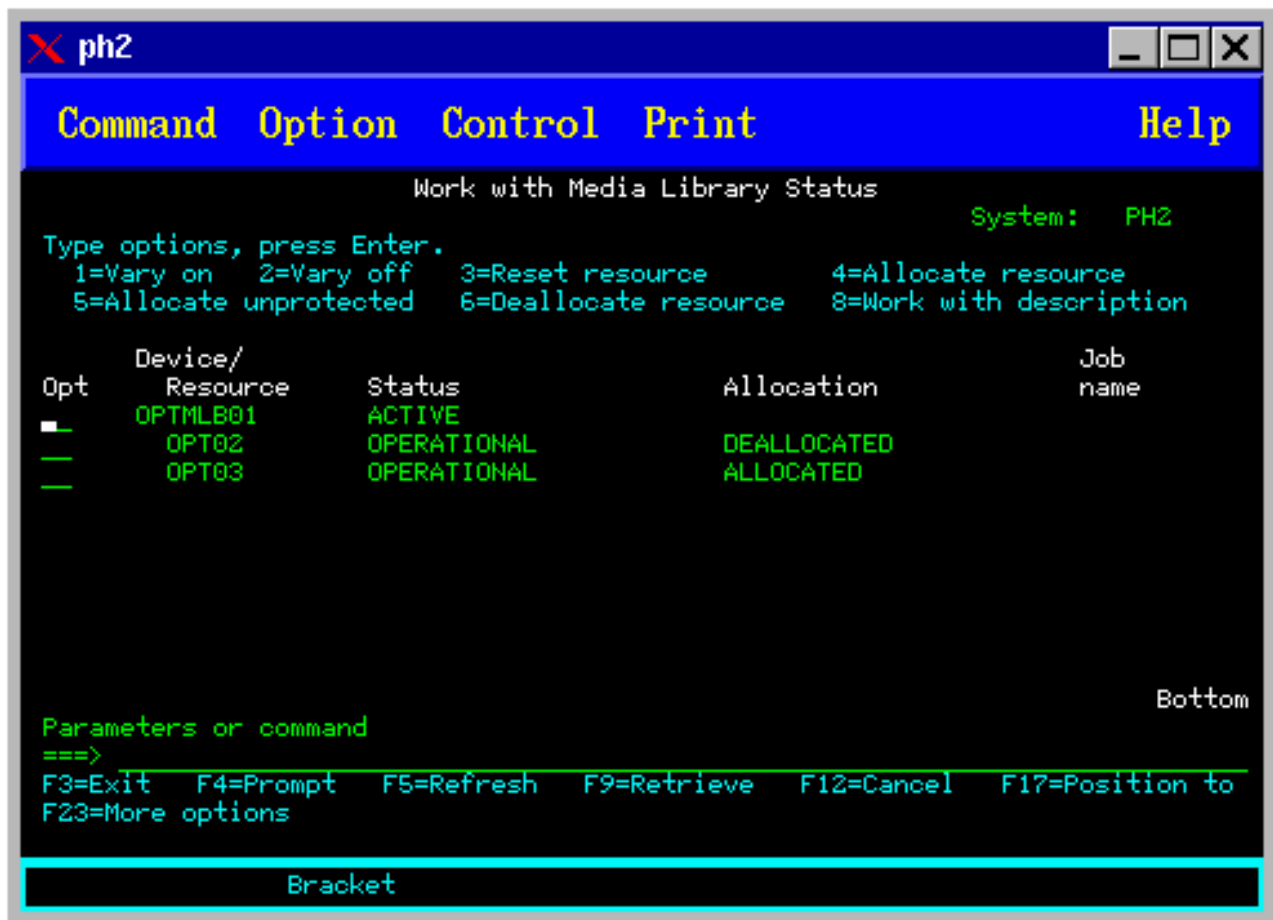 ph2
Command Option Control Print Help
Work with Media Library Status
System: PH2
Type options, press Enter.
1=Vary on 2=Vary off 3=Reset resource 4=Allocate resource
5=Allocate unprotected 6=Deallocate resource 8=Work with description
Device/ Job
Opt Resource Status Allocation name
OPTMLB01 ACTIVE
OPT02 OPERATIONAL DEALLOCATED
OPT03 OPERATIONAL ALLOCATED
Bottom
Parameters or command
===>
F3=Exit F4=Prompt F5=Refresh F9=Retrieve F12=Cancel F17=Position to
F23=More options
Bracket